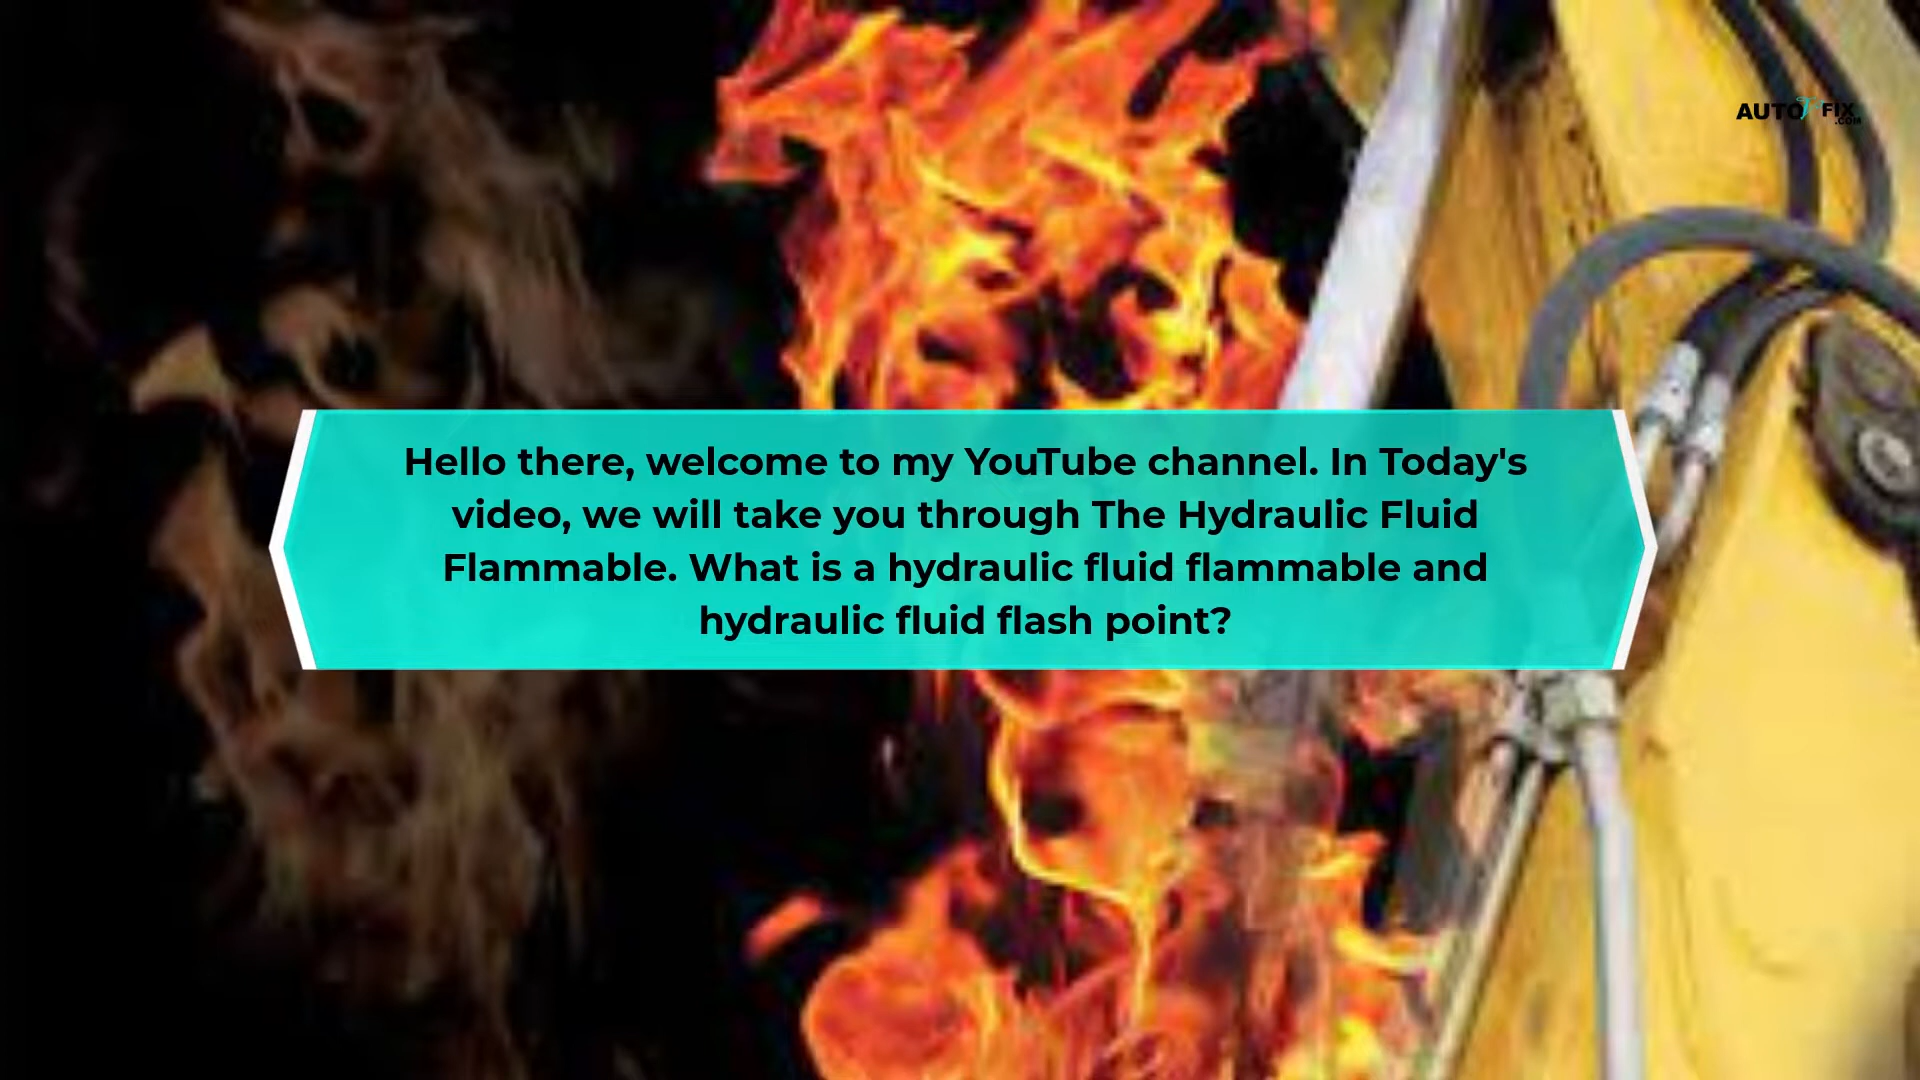 AUTO FIX
.COM
Hello there, welcome to my YouTube channel. In Today's
video, we will take you through The Hydraulic Fluid
Flammable. What is a hydraulic fluid flammable and
hydraulic fluid flash point?